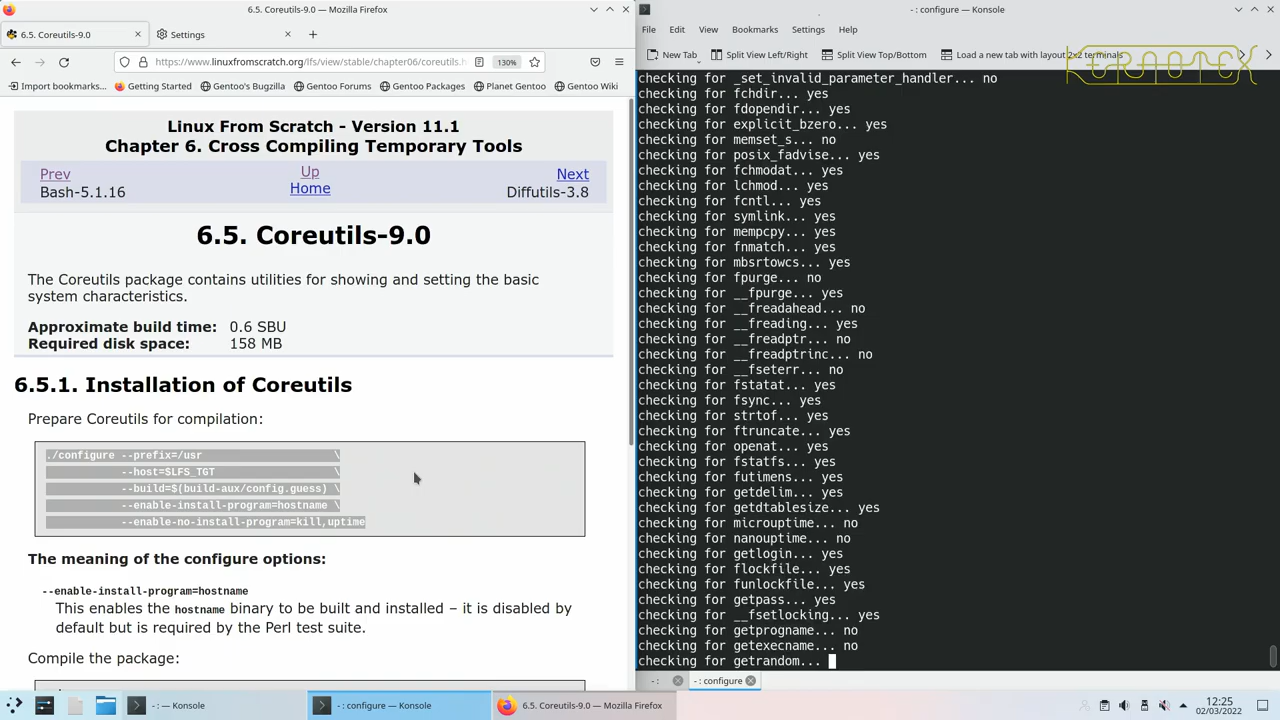 6.5. Coreutils-9.0 — Mozilla Firefox
6.5. Coreutils-9.0
Settings
https://www.linuxfromscratch.org/lfs/view/stable/chapter06/coreutils.h
130%
Import bookmarks...
Getting Started
Gentoo's Bugzilla
Gentoo Forums
Gentoo Packages
Planet Gentoo
Gentoo Wiki
Linux From Scratch - Version 11.1
Chapter 6. Cross Compiling Temporary Tools
Prev
Up
Next
Bash-5.1.16
Home
Diffutils-3.8
6.5. Coreutils-9.0
The Coreutils package contains utilities for showing and setting the basic
system characteristics.
Approximate build time: 0.6 SBU
Required disk space: 158 MB
6.5.1. Installation of Coreutils
Prepare Coreutils for compilation:
./configure --prefix=/usr \
--host=$LFS_TGT \
--build=$(build-aux/config.guess) \
--enable-install-program=hostname \
--enable-no-install-program=kill,uptime
The meaning of the configure options:
--enable-install-program=hostname
This enables the hostname binary to be built and installed – it is disabled by
default but is required by the Perl test suite.
Compile the package:
- : configure — Konsole
File Edit View Bookmarks Settings Help
New Tab
Split View Left/Right
Split View Top/Bottom
Load a new tab with layout 2x2 terminals
KERNOTEX
checking for _set_invalid_parameter_handler... no
checking for fchdir... yes
checking for fdopendir... yes
checking for explicit_bzero... yes
checking for memset_s... no
checking for posix_fadvise... yes
checking for fchmodat... yes
checking for lchmod... yes
checking for fcntl... yes
checking for symlink... yes
checking for mempcpy... yes
checking for fnmatch... yes
checking for mbsrtowcs... yes
checking for fpurge... no
checking for __fpurge... yes
checking for __freadahead... no
checking for __freading... yes
checking for __freadptr... no
checking for __freadptrinc... no
checking for __fseterr... no
checking for fstatat... yes
checking for fsync... yes
checking for strtof... yes
checking for ftruncate... yes
checking for openat... yes
checking for fstatfs... yes
checking for futimens... yes
checking for getdelim... yes
checking for getdtablesize... yes
checking for microuptime... no
checking for nanouptime... no
checking for getlogin... yes
checking for flockfile... yes
checking for funlockfile... yes
checking for getpass... yes
checking for __fsetlocking... yes
checking for getprogname... no
checking for getexecname... no
checking for getrandom...
- :
- : configure
- : — Konsole
- : configure — Konsole
6.5. Coreutils-9.0 — Mozilla Firefox
12:25
02/03/2022